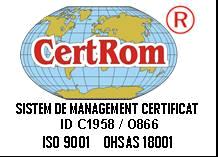 ®
CertRom
SISTEM DE MANAGEMENT CERTIFICAT
ID C1958 / O866
ISO 9001 OHSAS 18001